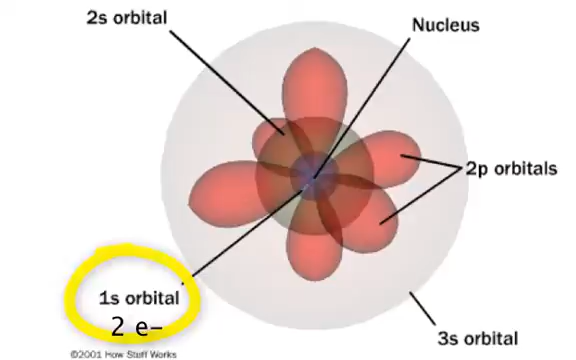 2s orbital
Nucleus
2p orbitals
1s orbital
2 e–
3s orbital
©2001 How Stuff Works